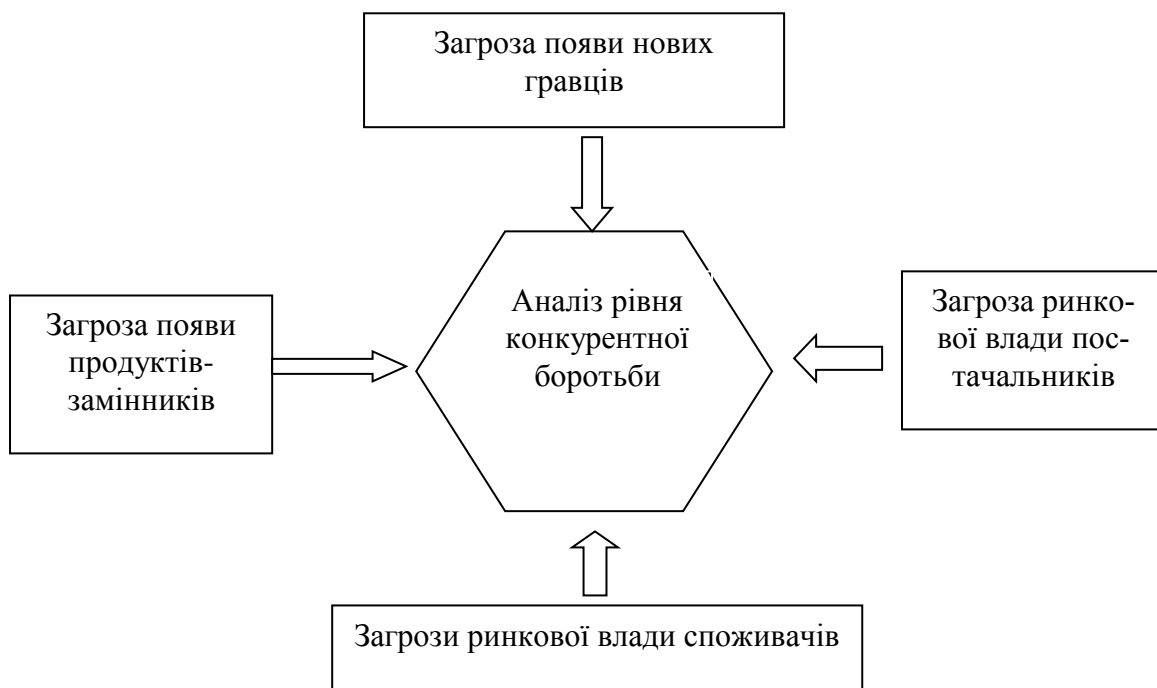 Загроза появи нових
гравців
Загроза появи
продуктів-
замінників
Аналіз рівня
конкурентної
боротьби
Загроза ринко-
вої влади пос-
тачальників
Загрози ринкової влади споживачів